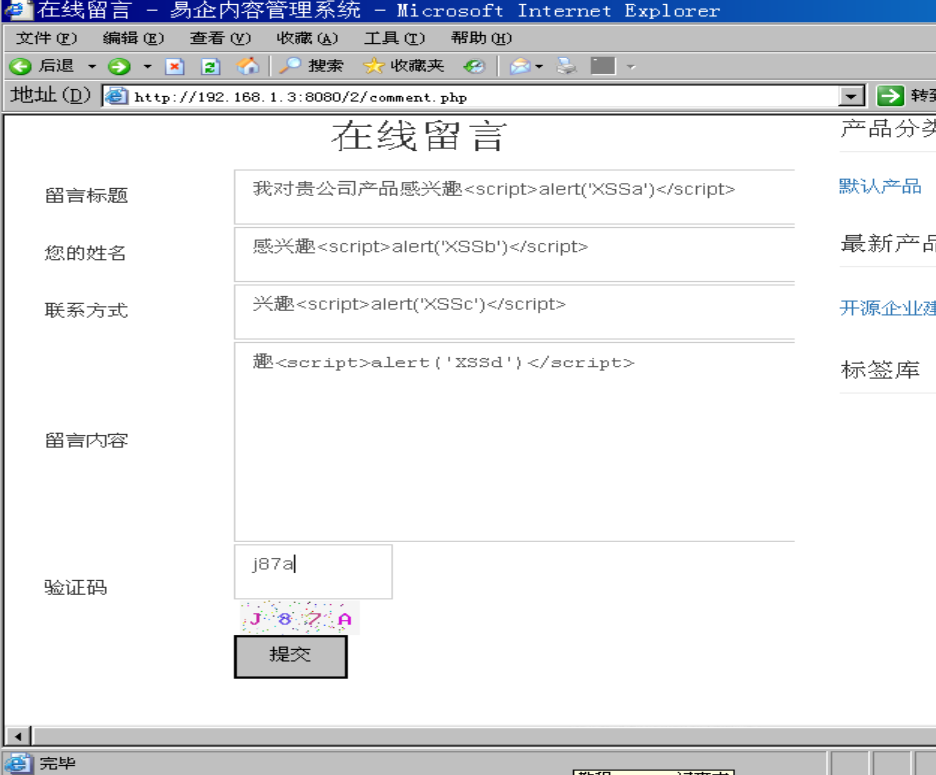 在线留言 - 易企内容管理系统 - Microsoft Internet Explorer
文件(F) 编辑(E) 查看(V) 收藏(A) 工具(T) 帮助(H)
后退 搜索 收藏夹
地址(D) http://192.168.1.3:8080/2/comment.php 转到
在线留言
留言标题 我对贵公司产品感兴趣<script>alert('XSSa')</script>
您的姓名 感兴趣<script>alert('XSSb')</script>
联系方式 兴趣<script>alert('XSSc')</script>
留言内容 趣<script>alert('XSSd')</script>
验证码 j87a
J 8 7 A
提交
产品分类
默认产品
最新产品
开源企业建
标签库
完毕